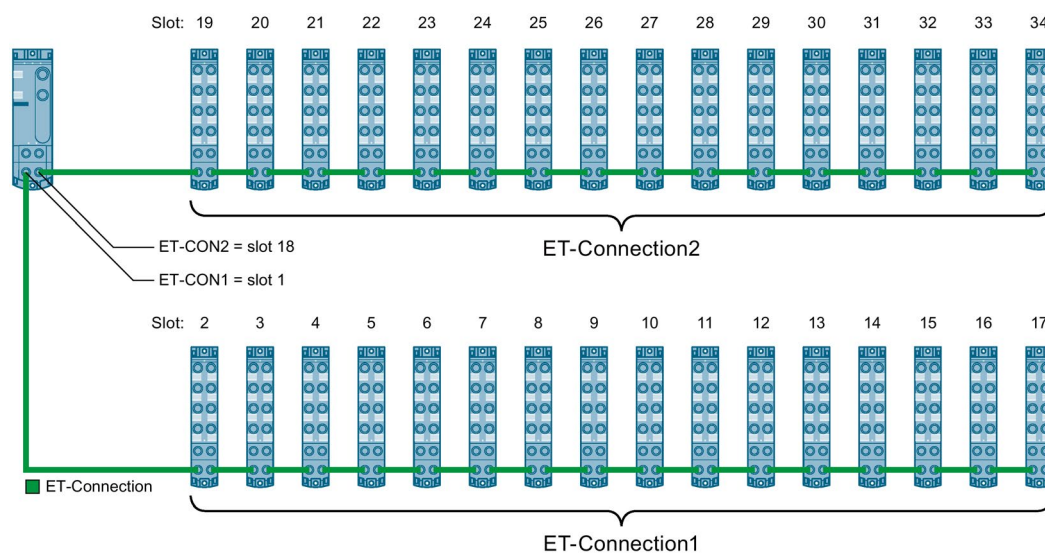 Slot: 19 20 21 22 23 24 25 26 27 28 29 30 31 32 33 34
ET-Connection2
ET-CON2 = slot 18
ET-CON1 = slot 1
Slot: 2 3 4 5 6 7 8 9 10 11 12 13 14 15 16 17
ET-Connection
ET-Connection1